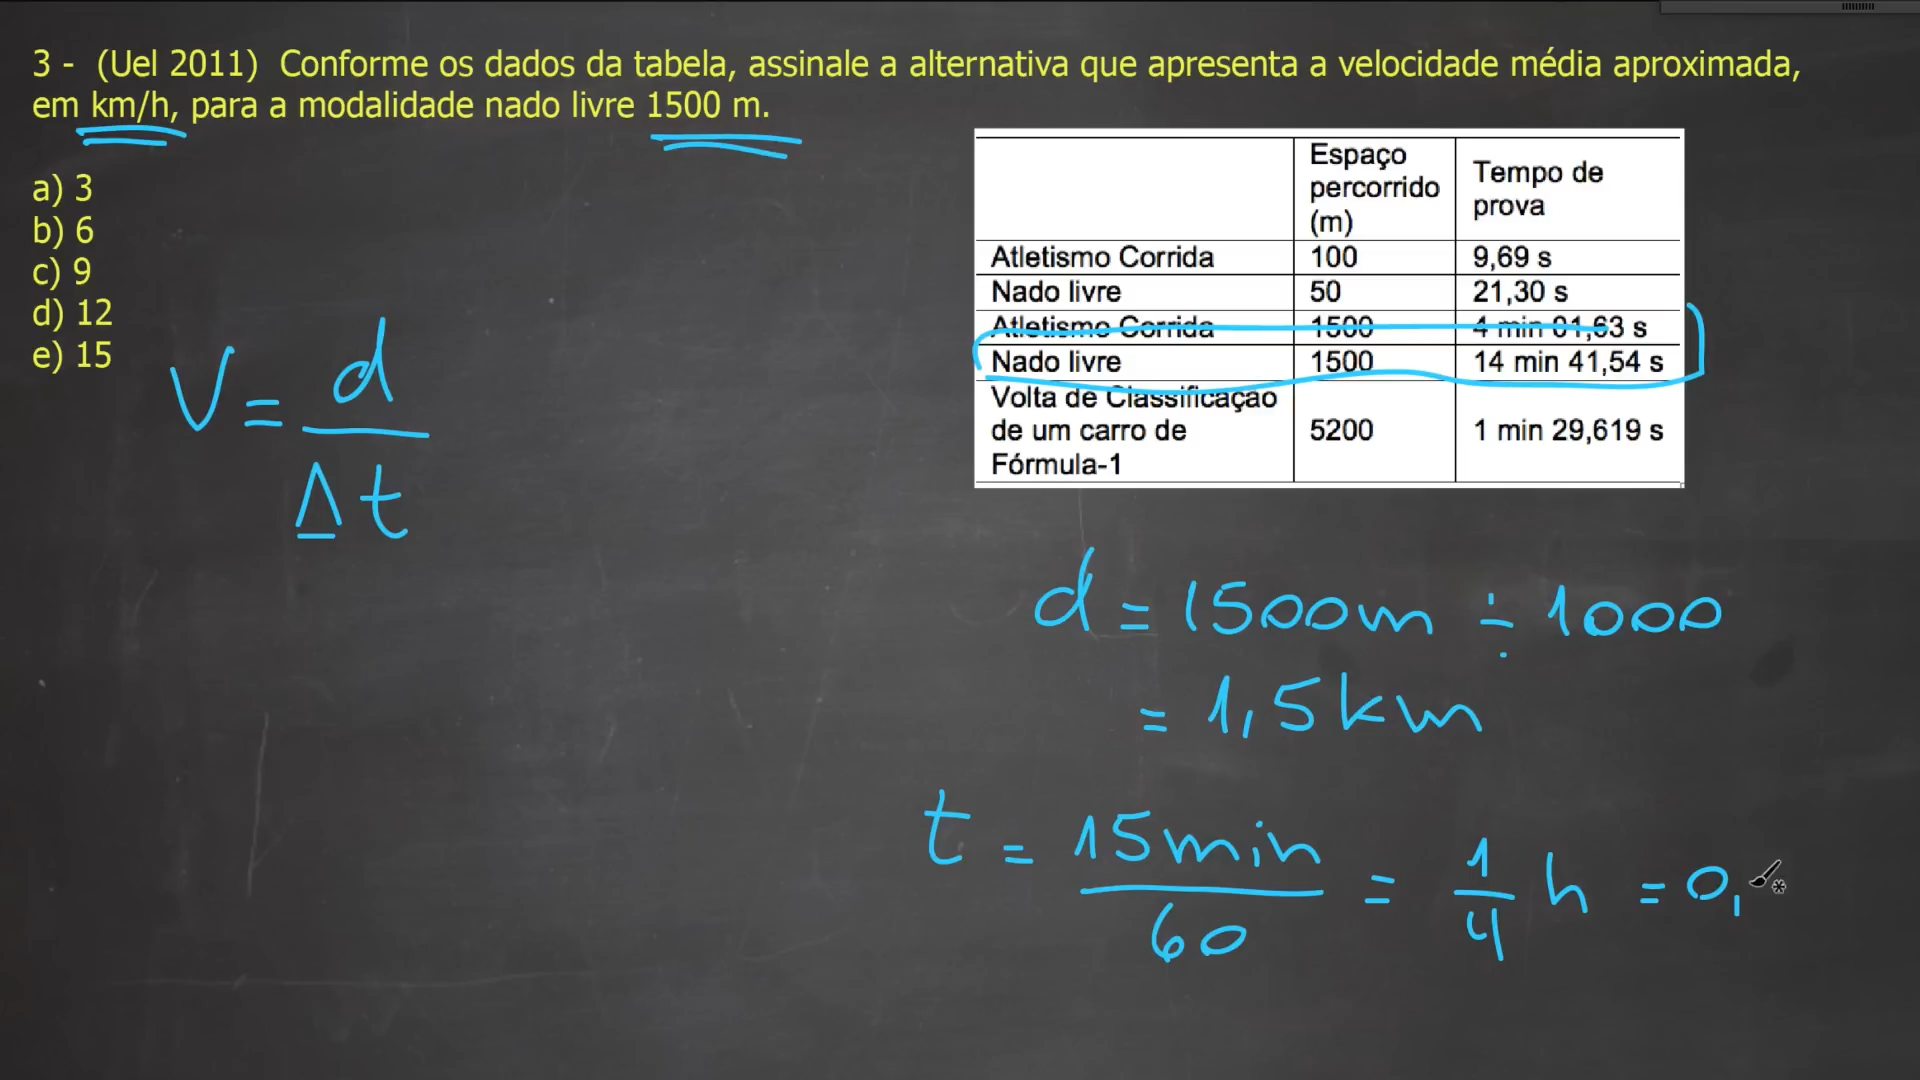 3 - (Uel 2011) Conforme os dados da tabela, assinale a alternativa que apresenta a velocidade média aproximada,
em km/h, para a modalidade nado livre 1500 m.
a) 3
b) 6
c) 9
d) 12
e) 15
Espaço percorrido (m) Tempo de prova
Atletismo Corrida 100 9,69 s
Nado livre 50 21,30 s
Atletismo Corrida 1500 4 min 01,63 s
Nado livre 1500 14 min 41,54 s
Volta de Classificação de um carro de Fórmula-1 5200 1 min 29,619 s
V = d
Δt
d = 1500m ÷ 1000
= 1,5km
t = 15min = 1 h = 0,
60 4